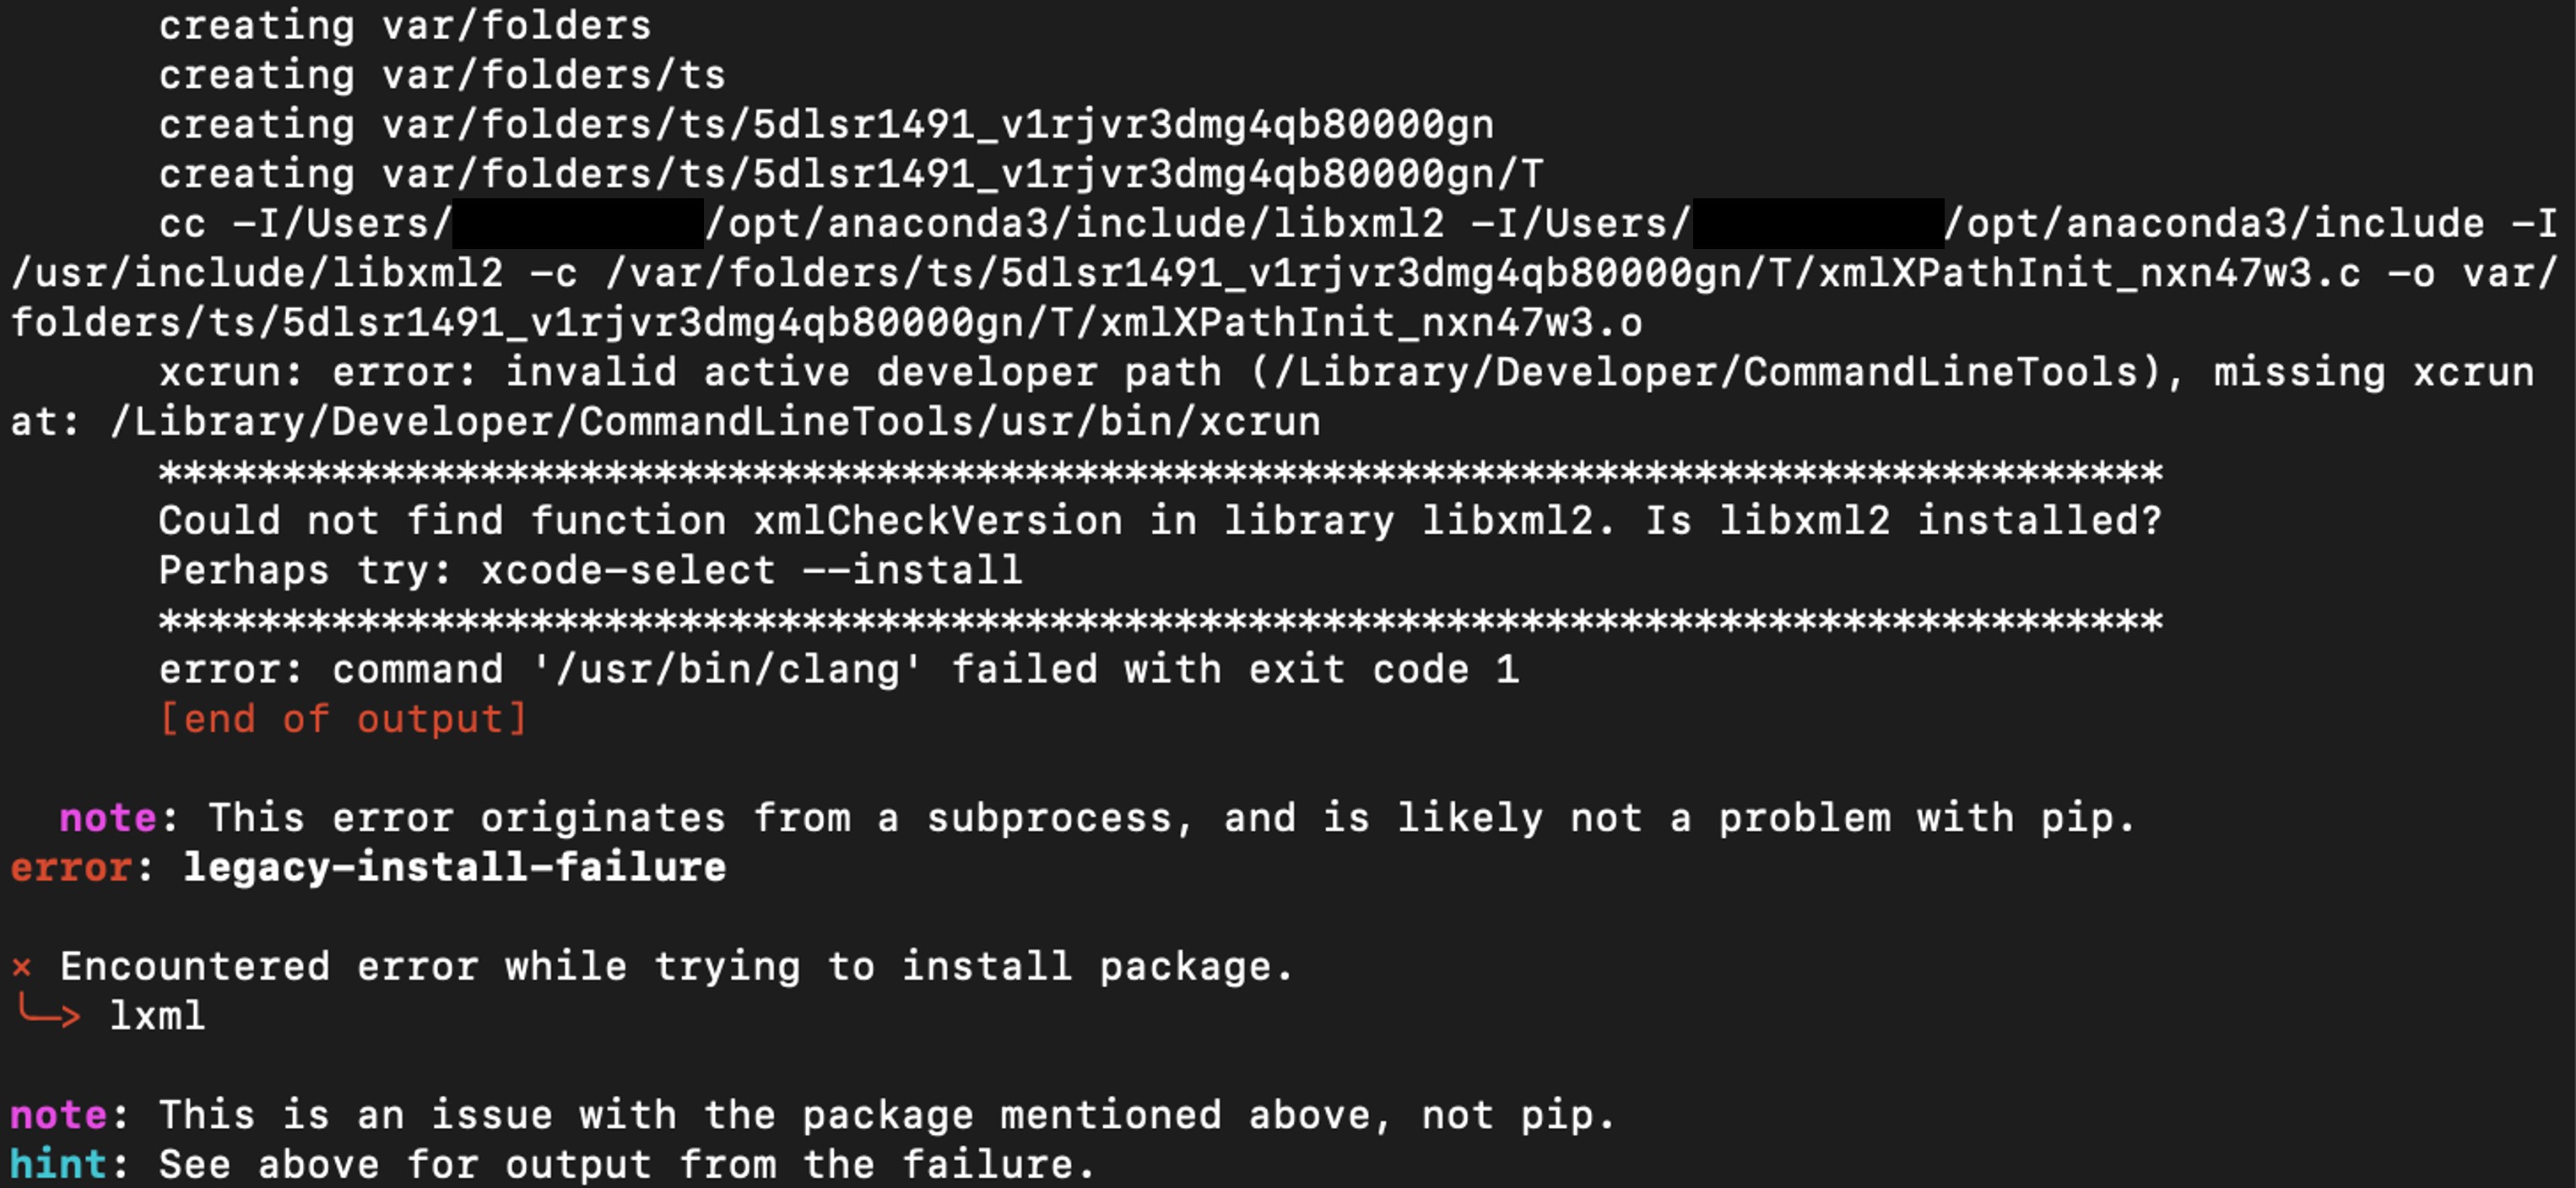 creating var/folders
creating var/folders/ts
creating var/folders/ts/5dlsr1491_v1rjvr3dmg4qb80000gn
creating var/folders/ts/5dlsr1491_v1rjvr3dmg4qb80000gn/T
cc -I/Users/ /opt/anaconda3/include/libxml2 -I/Users/ /opt/anaconda3/include -I
/usr/include/libxml2 -c /var/folders/ts/5dlsr1491_v1rjvr3dmg4qb80000gn/T/xmlXPathInit_nxn47w3.c -o var/
folders/ts/5dlsr1491_v1rjvr3dmg4qb80000gn/T/xmlXPathInit_nxn47w3.o
xcrun: error: invalid active developer path (/Library/Developer/CommandLineTools), missing xcrun
at: /Library/Developer/CommandLineTools/usr/bin/xcrun
*********************************************************************************
Could not find function xmlCheckVersion in library libxml2. Is libxml2 installed?
Perhaps try: xcode-select --install
*********************************************************************************
error: command '/usr/bin/clang' failed with exit code 1
[end of output]
note: This error originates from a subprocess, and is likely not a problem with pip.
error: legacy-install-failure
× Encountered error while trying to install package.
╰─> lxml
note: This is an issue with the package mentioned above, not pip.
hint: See above for output from the failure.